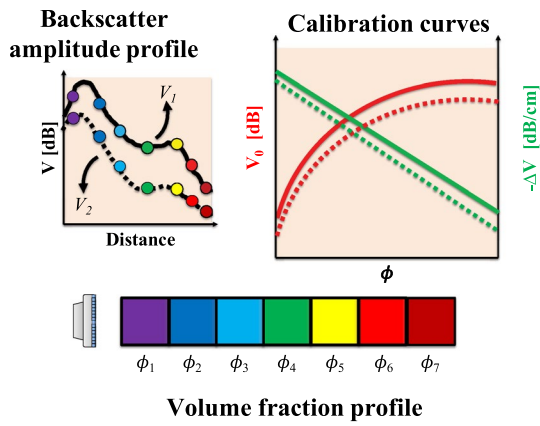 Backscatter
amplitude profile
V [dB]
V1
V2
Distance
Calibration curves
V0 [dB]
-ΔV [dB/cm]
ϕ
ϕ1 ϕ2 ϕ3 ϕ4 ϕ5 ϕ6 ϕ7
Volume fraction profile